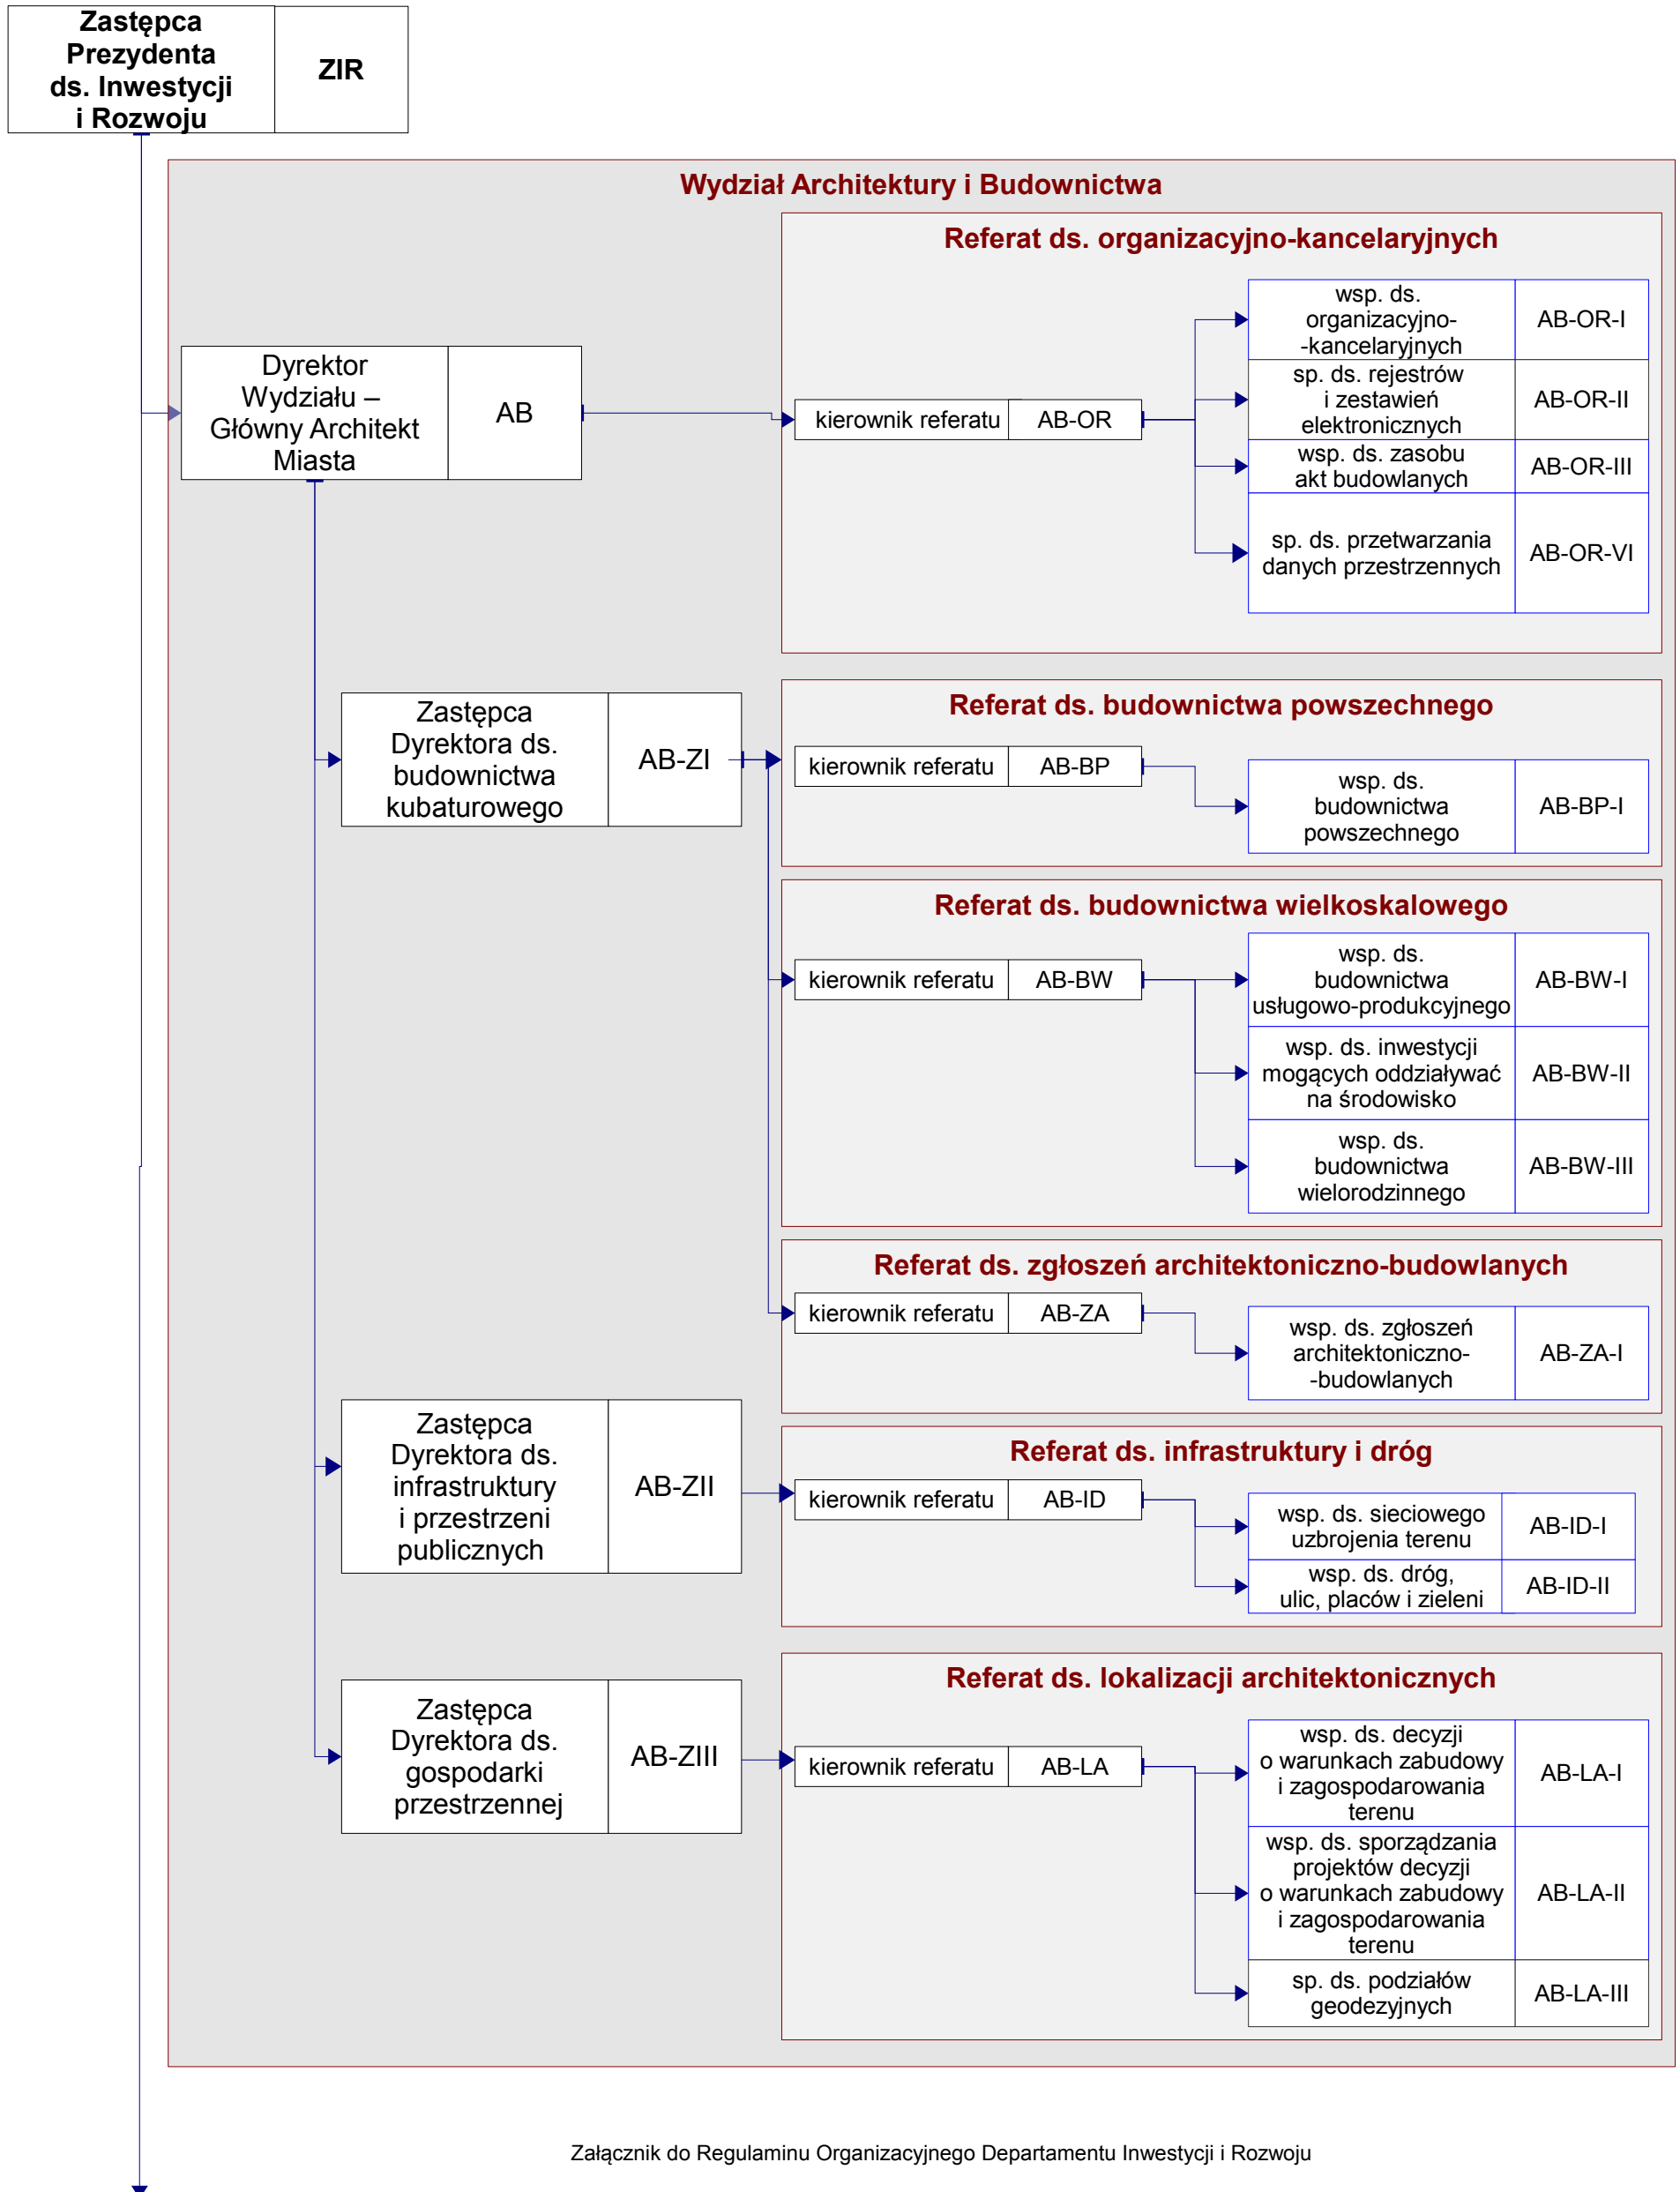 Zastępca
Prezydenta
ds. Inwestycji
i Rozwoju
ZIR
Wydział Architektury i Budownictwa
Referat ds. organizacyjno-kancelaryjnych
Dyrektor
Wydziału –
Główny Architekt
Miasta
AB
kierownik referatu
AB-OR
wsp. ds.
organizacyjno-
-kancelaryjnych
AB-OR-I
sp. ds. rejestrów
i zestawień
elektronicznych
AB-OR-II
wsp. ds. zasobu
akt budowlanych
AB-OR-III
sp. ds. przetwarzania
danych przestrzennych
AB-OR-VI
Zastępca
Dyrektora ds.
budownictwa
kubaturowego
AB-ZI
Referat ds. budownictwa powszechnego
kierownik referatu
AB-BP
wsp. ds.
budownictwa
powszechnego
AB-BP-I
Referat ds. budownictwa wielkoskalowego
kierownik referatu
AB-BW
wsp. ds.
budownictwa
usługowo-produkcyjnego
AB-BW-I
wsp. ds. inwestycji
mogących oddziaływać
na środowisko
AB-BW-II
wsp. ds.
budownictwa
wielorodzinnego
AB-BW-III
Referat ds. zgłoszeń architektoniczno-budowlanych
kierownik referatu
AB-ZA
wsp. ds. zgłoszeń
architektoniczno-
-budowlanych
AB-ZA-I
Zastępca
Dyrektora ds.
infrastruktury
i przestrzeni
publicznych
AB-ZII
Referat ds. infrastruktury i dróg
kierownik referatu
AB-ID
wsp. ds. sieciowego
uzbrojenia terenu
AB-ID-I
wsp. ds. dróg,
ulic, placów i zieleni
AB-ID-II
Zastępca
Dyrektora ds.
gospodarki
przestrzennej
AB-ZIII
Referat ds. lokalizacji architektonicznych
kierownik referatu
AB-LA
wsp. ds. decyzji
o warunkach zabudowy
i zagospodarowania
terenu
AB-LA-I
wsp. ds. sporządzania
projektów decyzji
o warunkach zabudowy
i zagospodarowania
terenu
AB-LA-II
sp. ds. podziałów
geodezyjnych
AB-LA-III
Załącznik do Regulaminu Organizacyjnego Departamentu Inwestycji i Rozwoju